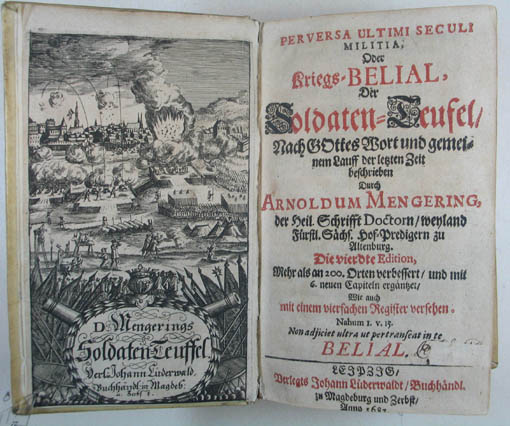 D. Mengerings
Soldaten Teuffel
Verl. Johann Lüderwald.
Buchhändl. in Magdeb.
PERVERSA ULTIMI SECULI
MILITIA,
Oder
Kriegs-BELIAL,
Der
Soldaten-Teufel/
Nach GOttes Wort und gemei-
nem Lauff der letzten Zeit
beschrieben
Durch
ARNOLDUM MENGERING,
der Heil. Schrifft Doctorn/ weyland
Fürstl. Sächs. Hof-Predigern zu
Altenburg.
Die vierdte Edition,
Mehr als an 200. Orten verbessert/ und mit
6. neuen Capiteln ergäntzet/
Wie auch
mit einem vierfachen Register versehen.
Nahum 1. v. 15.
Non adjiciet ultra ut pertranseat in te
BELIAL.
LEIPZIG/
Verlegts Johann Lüderwaldt/ Buchhändl.
zu Magdeburg und Zerbst/
Anno